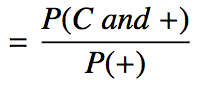 = P(C and +)
P(+)